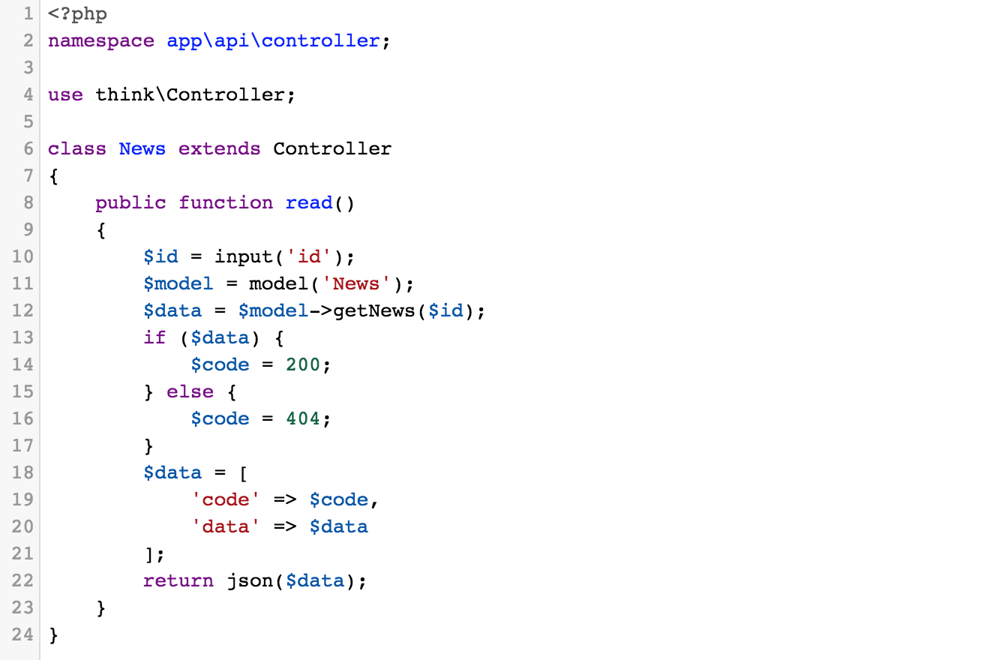 1 <?php
2 namespace app\api\controller;
3
4 use think\Controller;
5
6 class News extends Controller
7 {
8     public function read()
9     {
10         $id = input('id');
11         $model = model('News');
12         $data = $model->getNews($id);
13         if ($data) {
14             $code = 200;
15         } else {
16             $code = 404;
17         }
18         $data = [
19             'code' => $code,
20             'data' => $data
21         ];
22         return json($data);
23     }
24 }